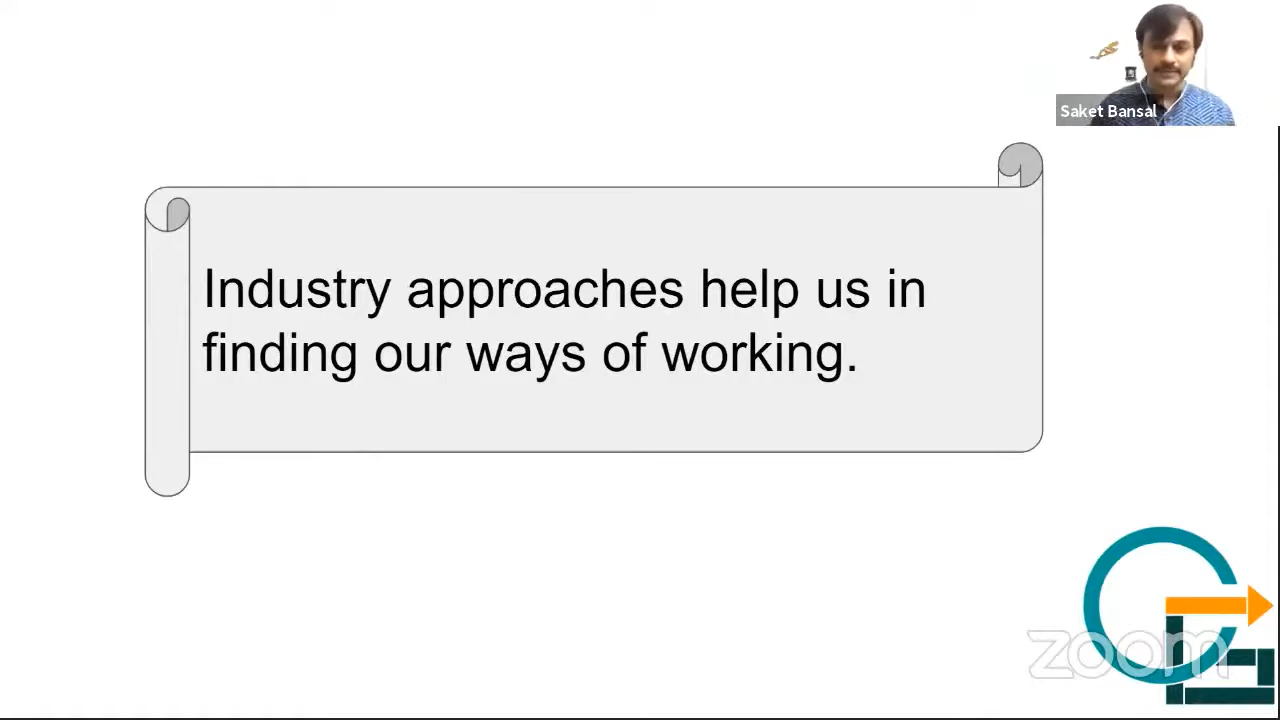 Saket Bansal
Industry approaches help us in
finding our ways of working.
zoom